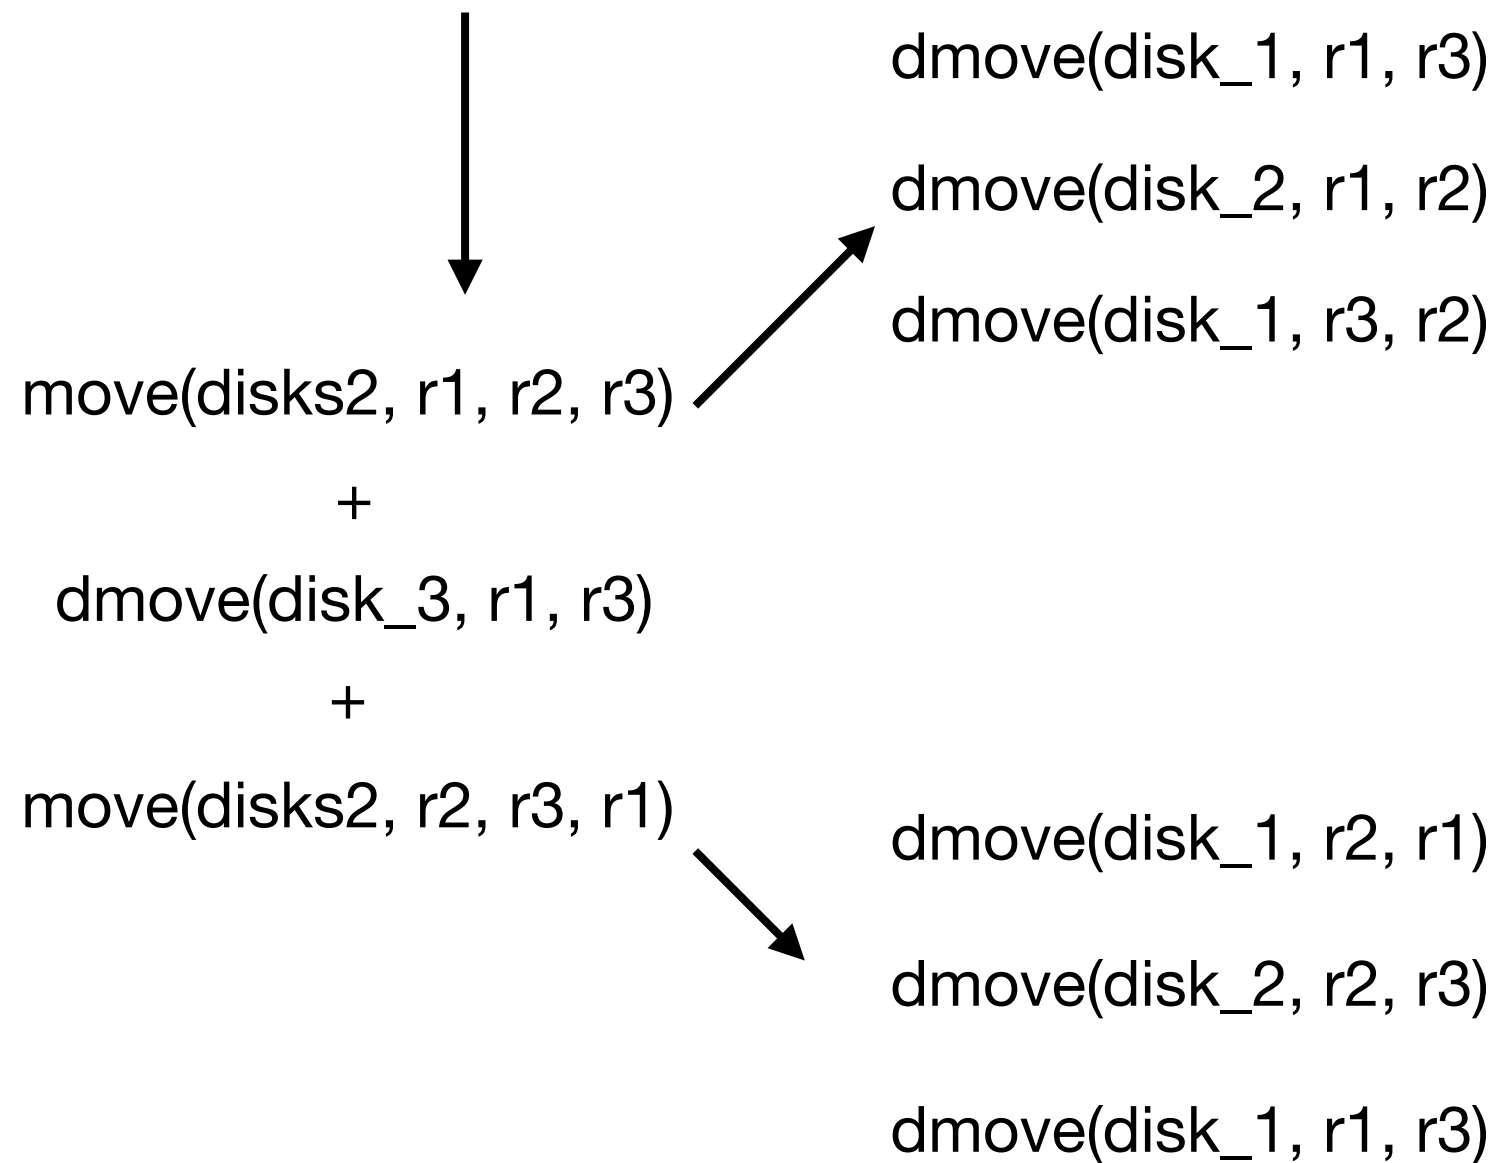 dmove(disk_1, r1, r3)
dmove(disk_2, r1, r2)
dmove(disk_1, r3, r2)
move(disks2, r1, r2, r3)
+
dmove(disk_3, r1, r3)
+
move(disks2, r2, r3, r1)
dmove(disk_1, r2, r1)
dmove(disk_2, r2, r3)
dmove(disk_1, r1, r3)